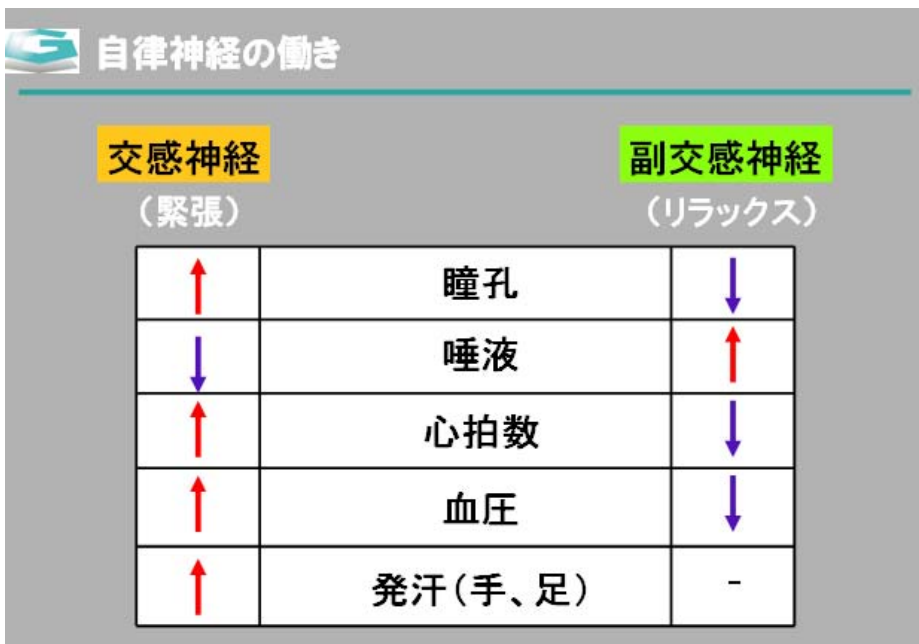 自律神経の働き
交感神経 副交感神経
（緊張） （リラックス）
↑ 瞳孔 ↓
↓ 唾液 ↑
↑ 心拍数 ↓
↑ 血圧 ↓
↑ 発汗（手、足） -